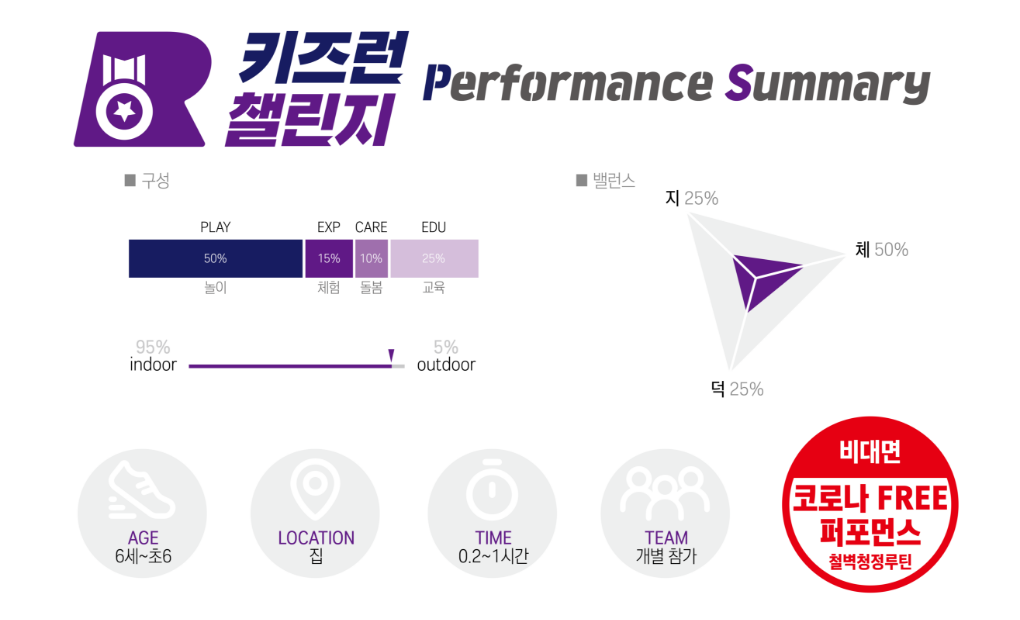 키즈런
챌린지
Performance Summary
■ 구성
PLAY EXP CARE EDU
50% 15% 10% 25%
놀이 체험 돌봄 교육
95% 5%
indoor outdoor
■ 밸런스
지 25%
체 50%
덕 25%
AGE
6세~초6
LOCATION
집
TIME
0.2~1시간
TEAM
개별 참가
비대면
코로나 FREE
퍼포먼스
철벽청정루틴